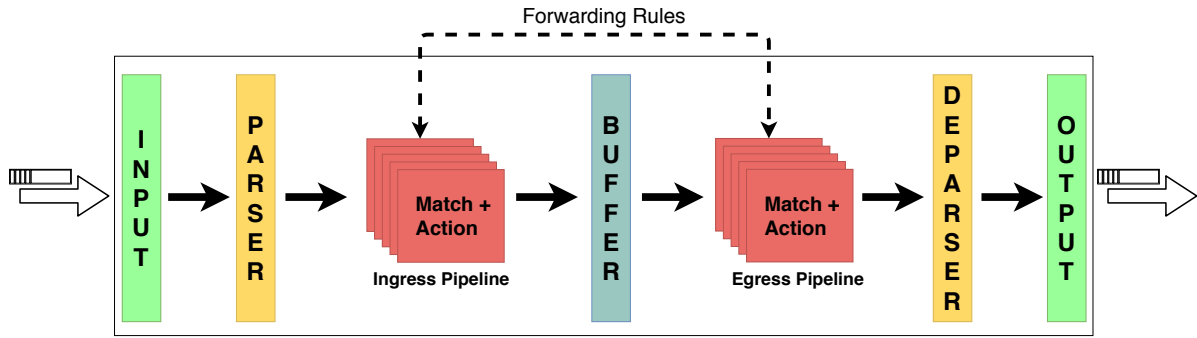 Forwarding Rules
INPUT
PARSER
Match +
Action
Ingress Pipeline
BUFFER
Match +
Action
Egress Pipeline
DEPARSER
OUTPUT